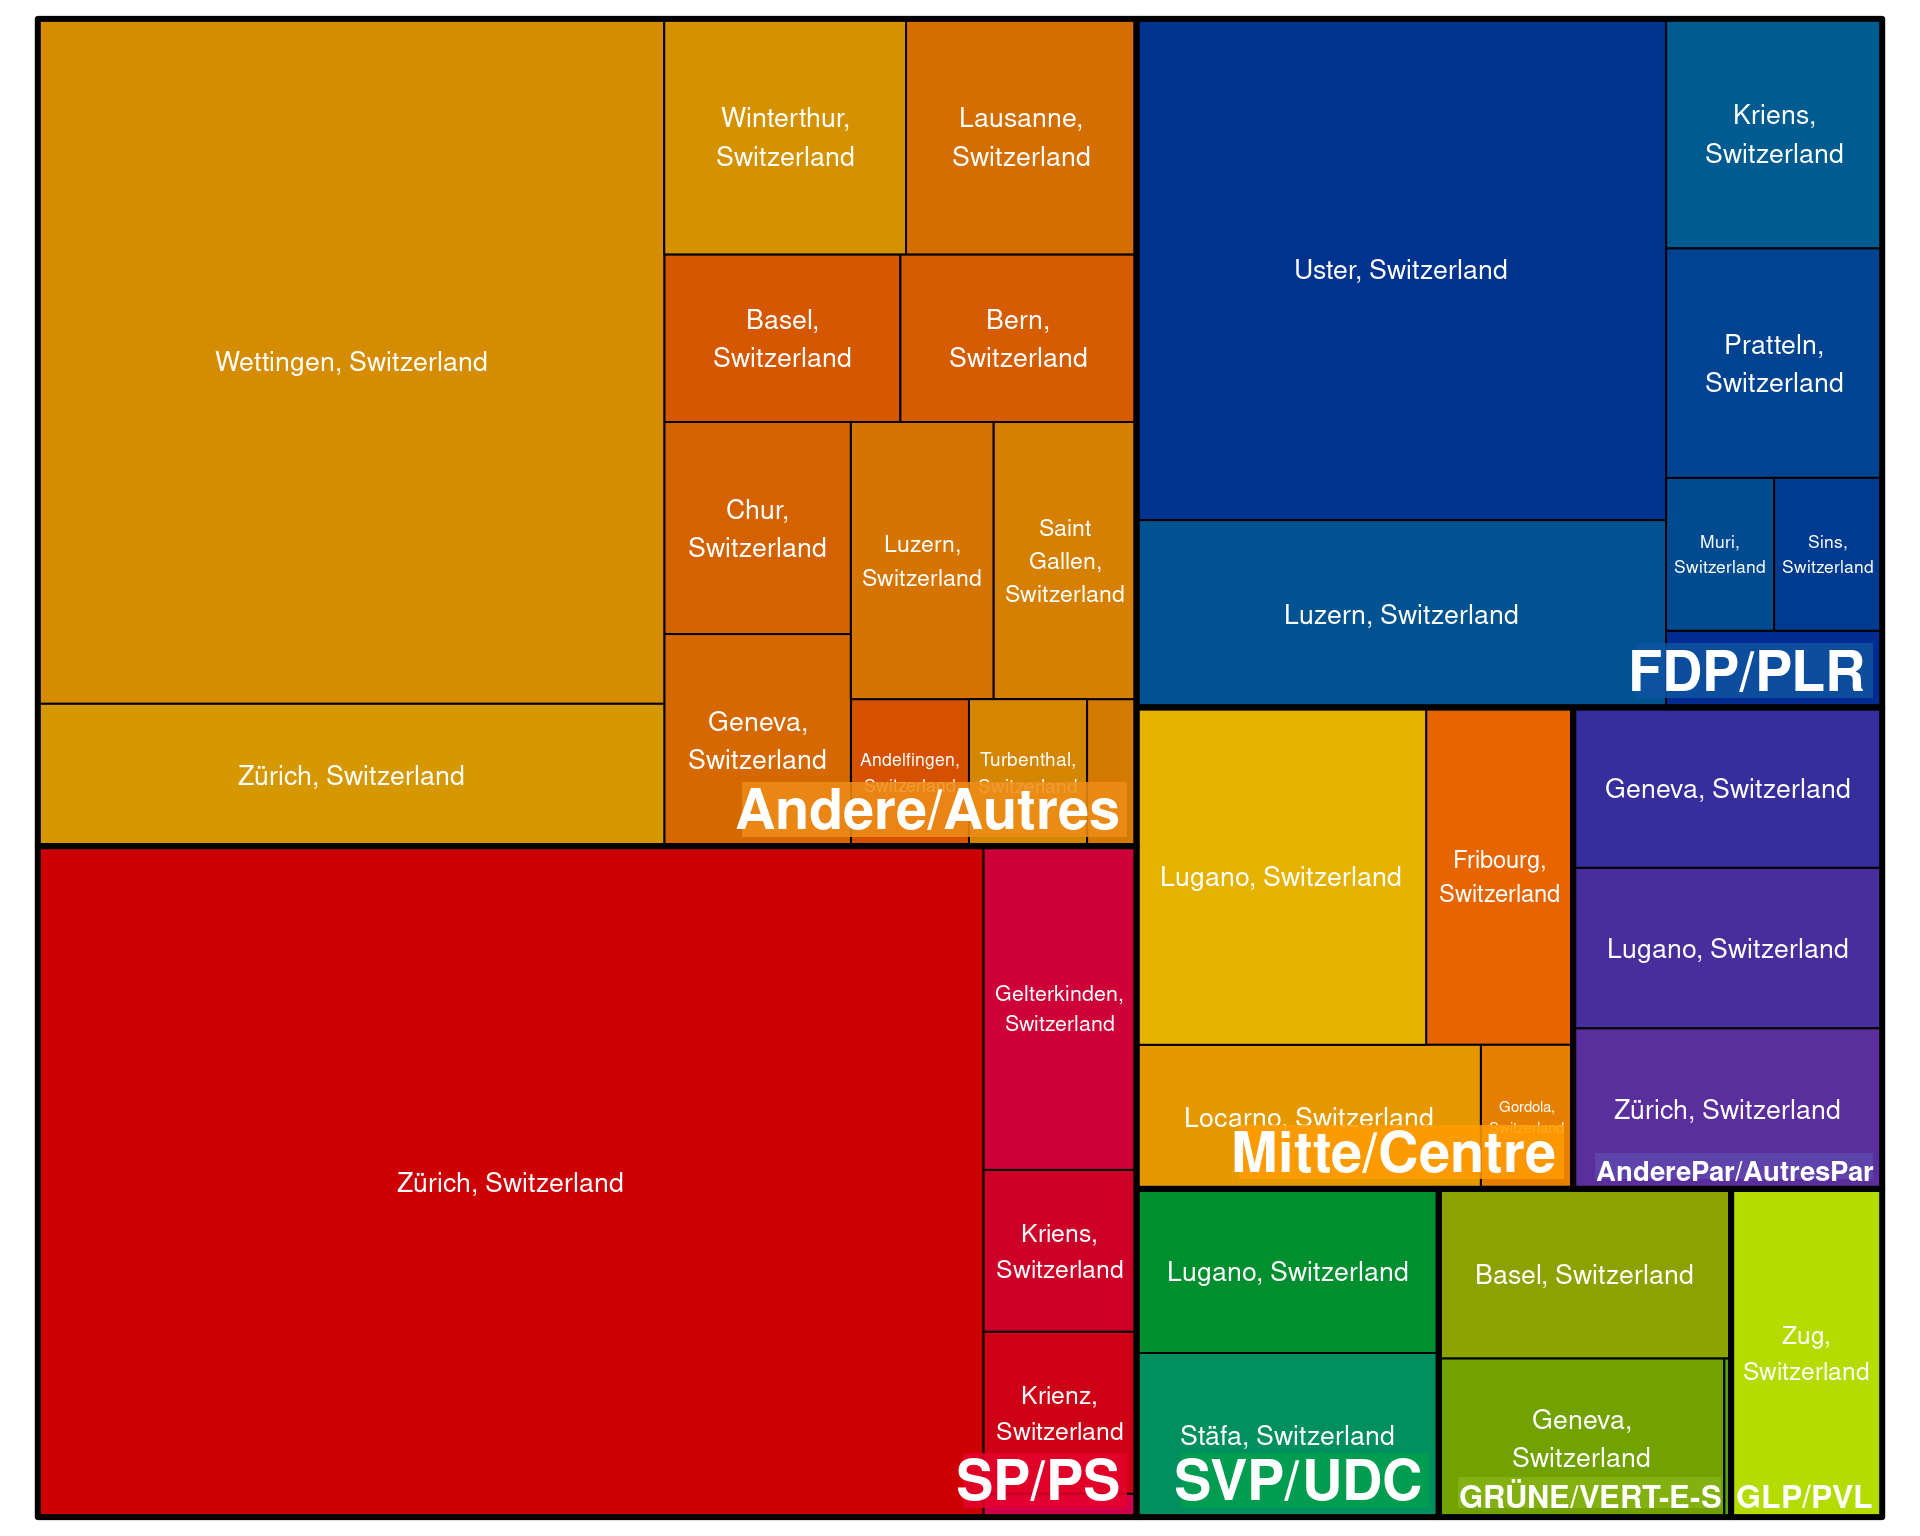 Wettingen, Switzerland
Zürich, Switzerland
Winterthur,
Switzerland
Lausanne,
Switzerland
Basel,
Switzerland
Bern,
Switzerland
Chur,
Switzerland
Luzern,
Switzerland
Saint
Gallen,
Switzerland
Geneva,
Switzerland
Andelfingen,
Switzerland
Turbenthal,
Switzerland
Andere/Autres
Zürich, Switzerland
Gelterkinden,
Switzerland
Kriens,
Switzerland
Krienz,
Switzerland
SP/PS
Uster, Switzerland
Kriens,
Switzerland
Pratteln,
Switzerland
Muri,
Switzerland
Sins,
Switzerland
Luzern, Switzerland
FDP/PLR
Lugano, Switzerland
Fribourg,
Switzerland
Locarno, Switzerland
Gordola,
Switzerland
Mitte/Centre
Geneva, Switzerland
Lugano, Switzerland
Zürich, Switzerland
AnderePar/AutresPar
Lugano, Switzerland
Stäfa, Switzerland
SVP/UDC
Basel, Switzerland
Geneva,
Switzerland
GRÜNE/VERT-E-S
Zug,
Switzerland
GLP/PVL